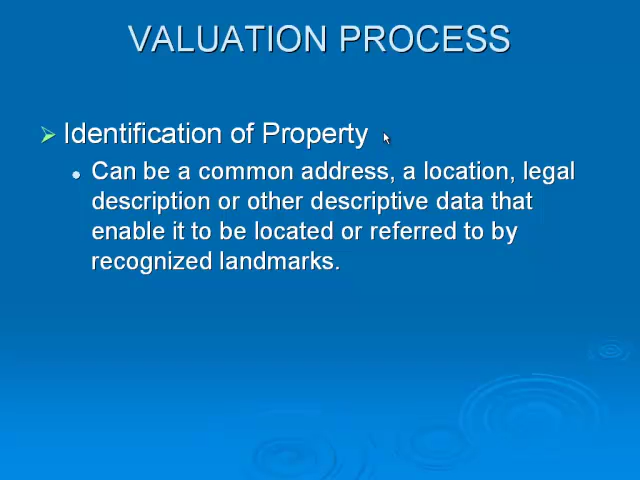 VALUATION PROCESS
Identification of Property
Can be a common address, a location, legal
description or other descriptive data that
enable it to be located or referred to by
recognized landmarks.